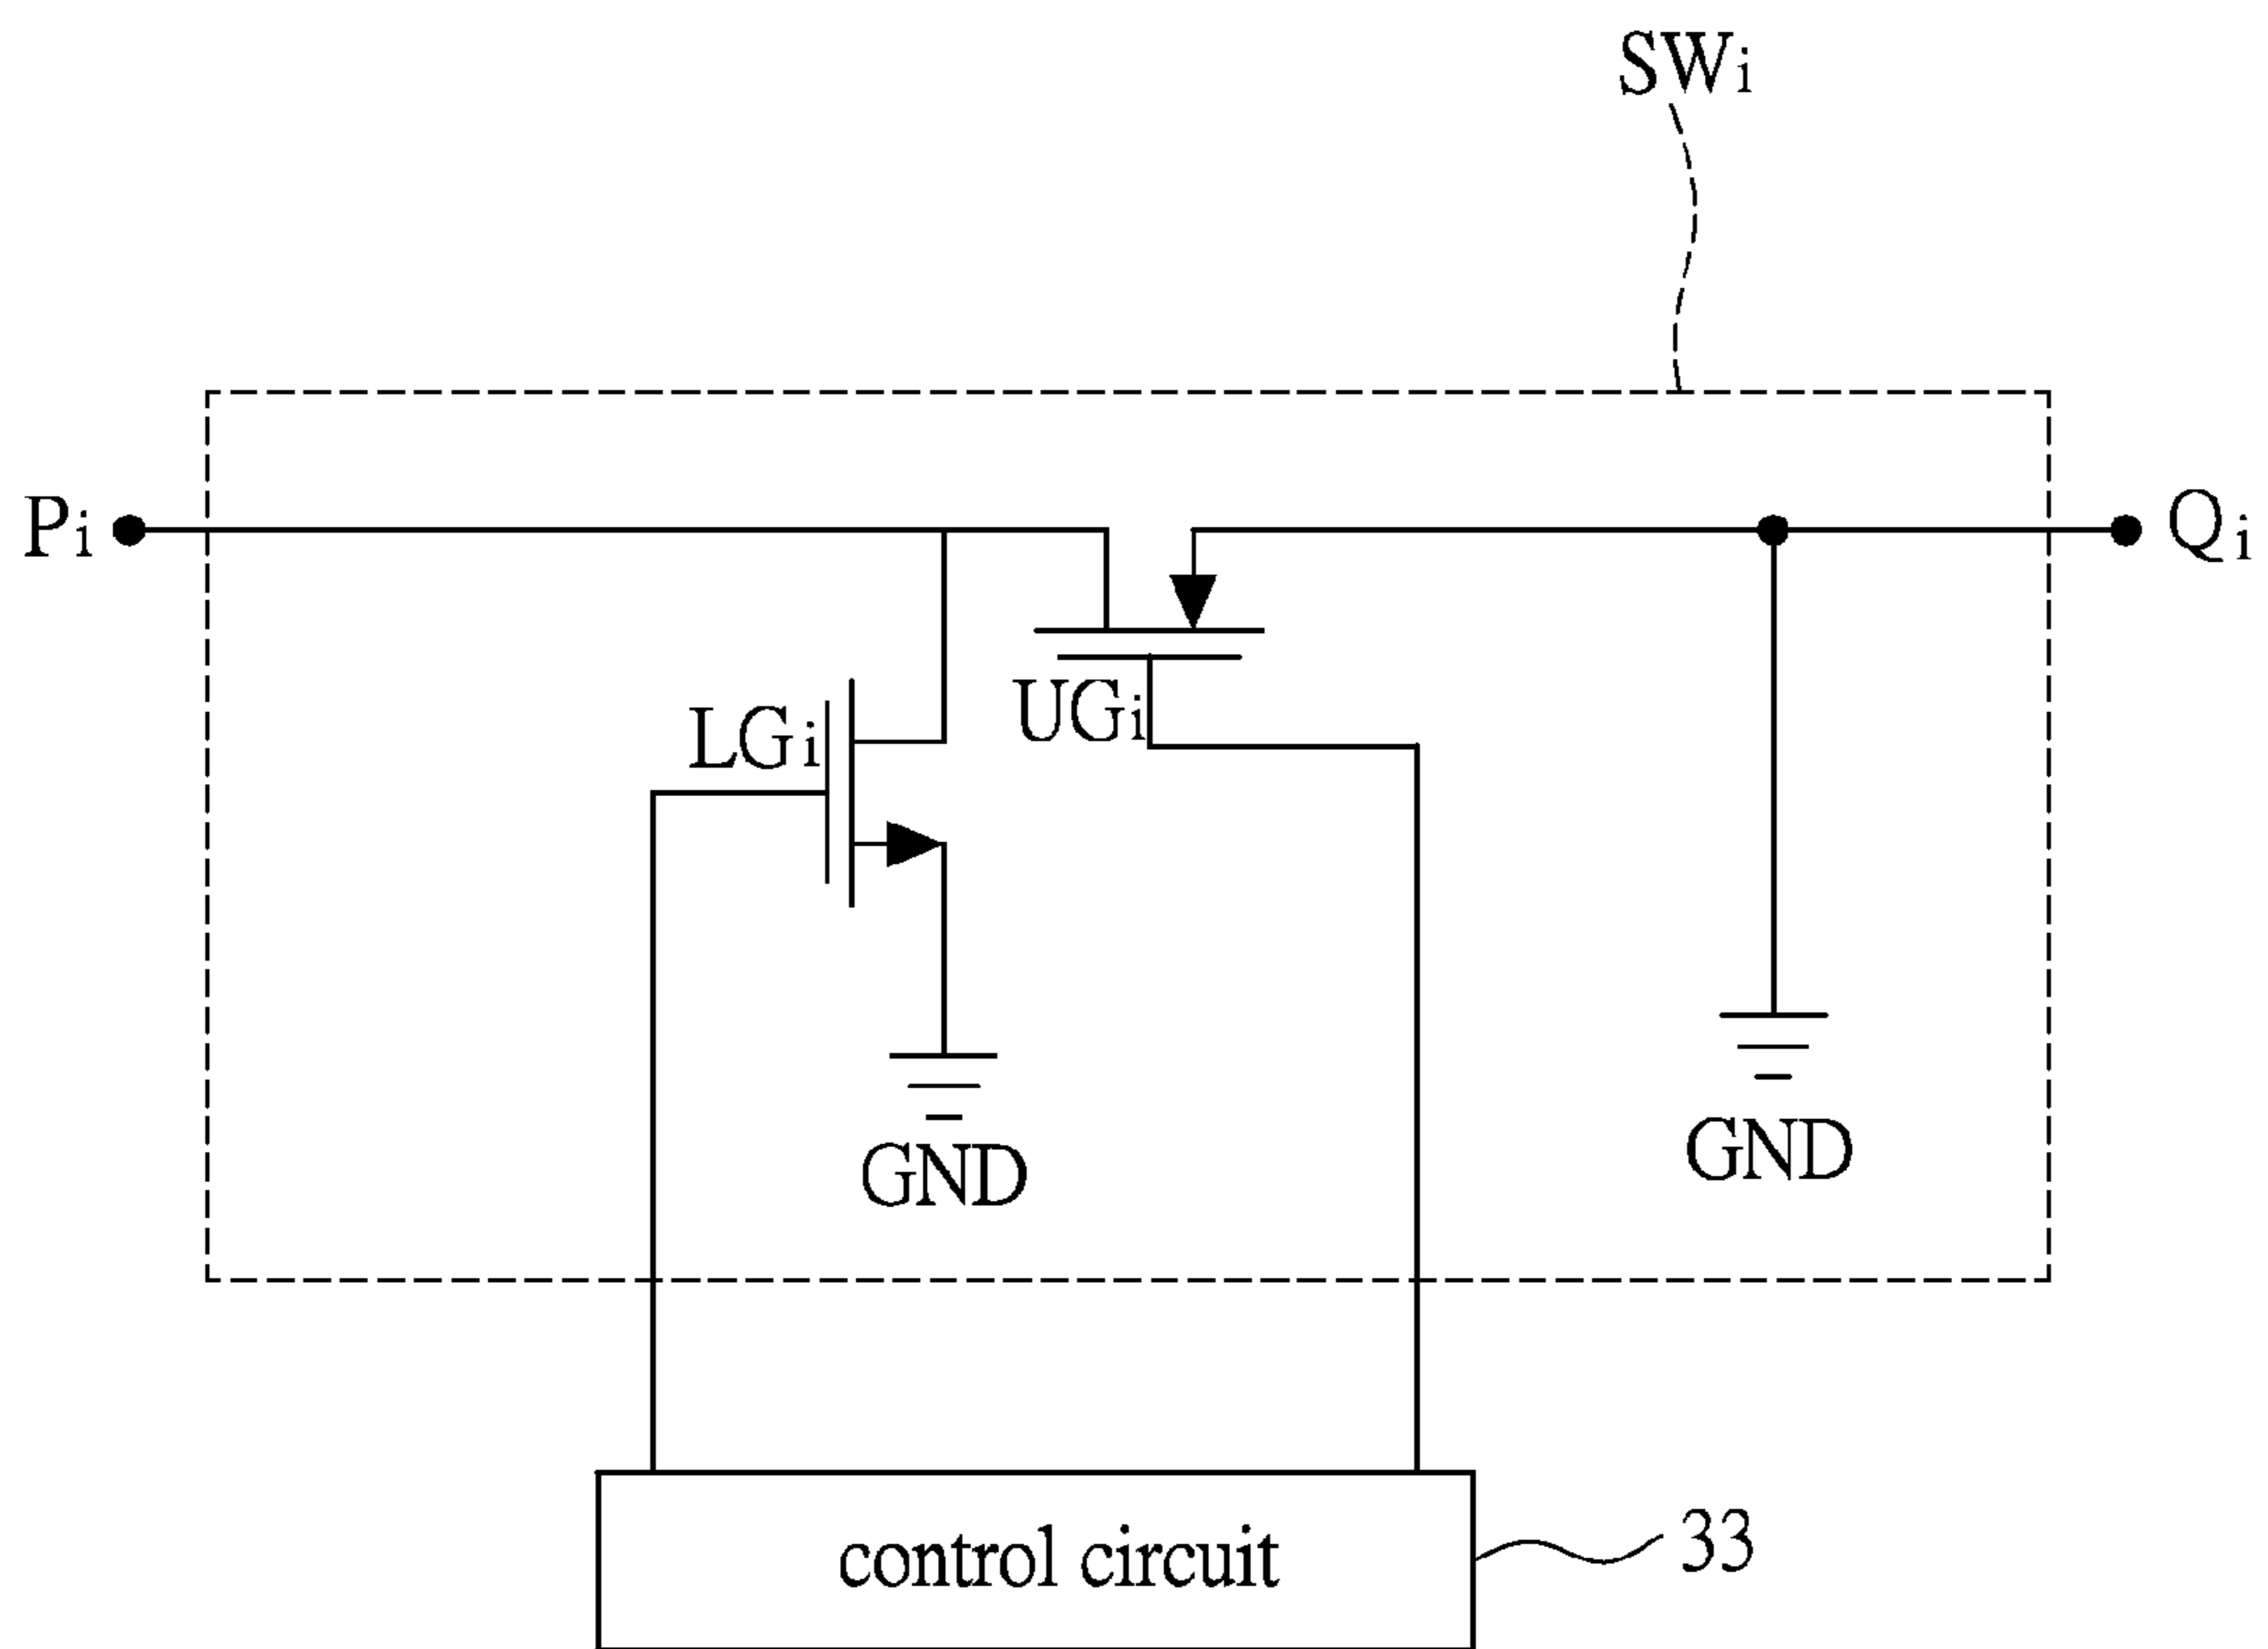 SWi
Pi
Qi
UGi
LGi
GND
GND
control circuit
33